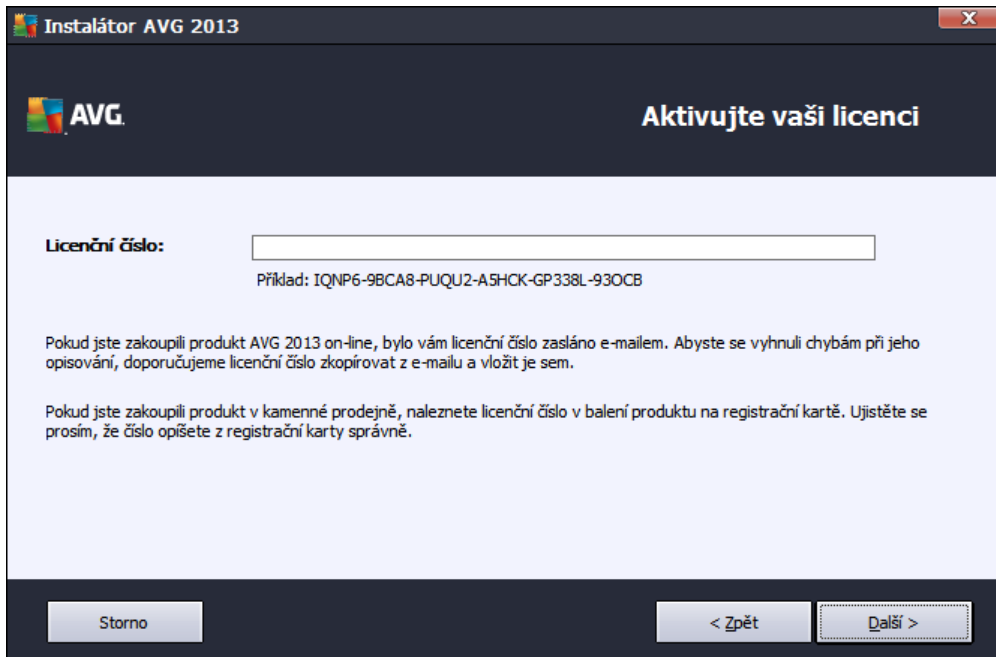 Instalátor AVG 2013
AVG.
Aktivujte vaši licenci
Licenční číslo:
Příklad: IQNP6-9BCA8-PUQU2-A5HCK-GP338L-93OCB
Pokud jste zakoupili produkt AVG 2013 on-line, bylo vám licenční číslo zasláno e-mailem. Abyste se vyhnuli chybám při jeho
opisování, doporučujeme licenční číslo zkopírovat z e-mailu a vložit je sem.
Pokud jste zakoupili produkt v kamenné prodejně, naleznete licenční číslo v balení produktu na registrační kartě. Ujistěte se
prosím, že číslo opíšete z registrační karty správně.
Storno
< Zpět
Další >